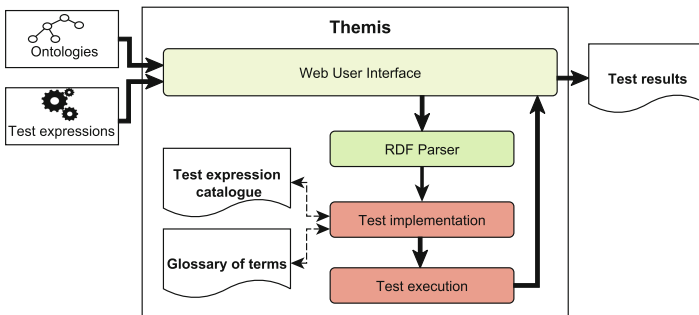 Themis
Ontologies
Test expressions
Web User Interface
Test results
RDF Parser
Test expression
catalogue
Test implementation
Glossary of terms
Test execution